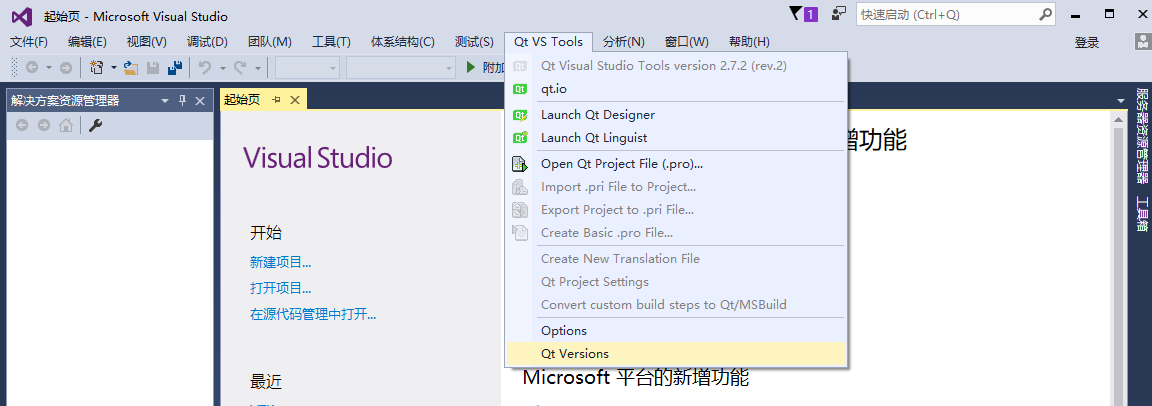 起始页 - Microsoft Visual Studio
1
快速启动 (Ctrl+Q)
文件(F) 编辑(E) 视图(V) 调试(D) 团队(M) 工具(T) 体系结构(C) 测试(S) Qt VS Tools 分析(N) 窗口(W) 帮助(H) 登录
附加
解决方案资源管理器
起始页
Qt Visual Studio Tools version 2.7.2 (rev.2)
qt.io
Launch Qt Designer
Launch Qt Linguist
Open Qt Project File (.pro)...
Import .pri File to Project...
Export Project to .pri File...
Create Basic .pro File...
Create New Translation File
Qt Project Settings
Convert custom build steps to Qt/MSBuild
Options
Qt Versions
Visual Studio
开始
新建项目...
打开项目...
在源代码管理中打开...
最近
增功能
Microsoft 平台的新增功能
服务器资源管理器
工具箱